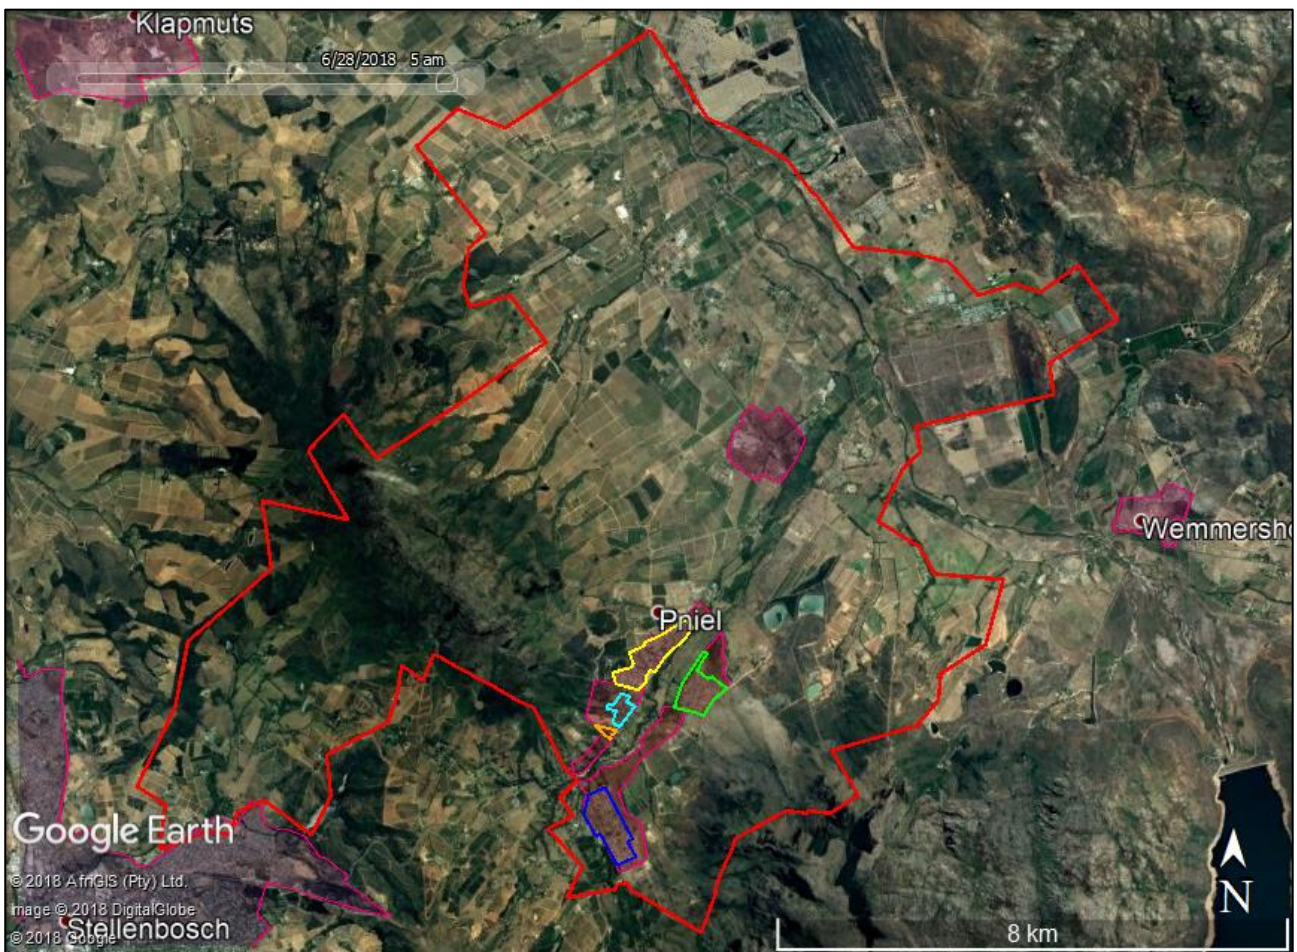 Klapmuts
6/28/2018 5 am
Wemmersho
Pniel
Google Earth
© 2018 AfriGIS (Pty) Ltd.
Image © 2018 DigitalGlobe
© 2018 Google
Stellenbosch
8 km
N